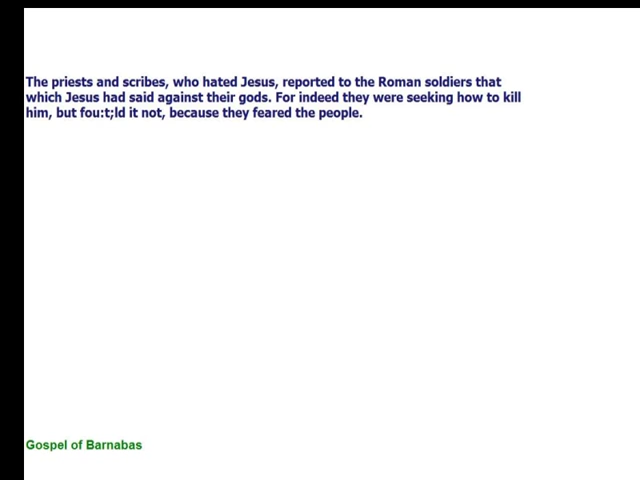 The priests and scribes, who hated Jesus, reported to the Roman soldiers that
which Jesus had said against their gods. For indeed they were seeking how to kill
him, but fou:t;ld it not, because they feared the people.
Gospel of Barnabas